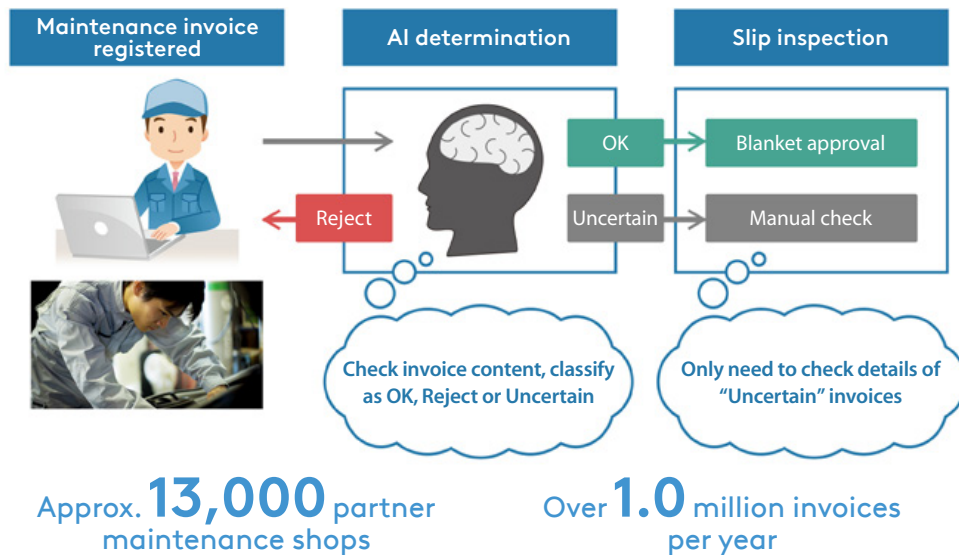 Maintenance invoice
registered
AI determination
Slip inspection
OK
Blanket approval
Reject
Uncertain
Manual check
Check invoice content, classify
as OK, Reject or Uncertain
Only need to check details of
“Uncertain” invoices
Approx. 13,000 partner
maintenance shops
Over 1.0 million invoices
per year